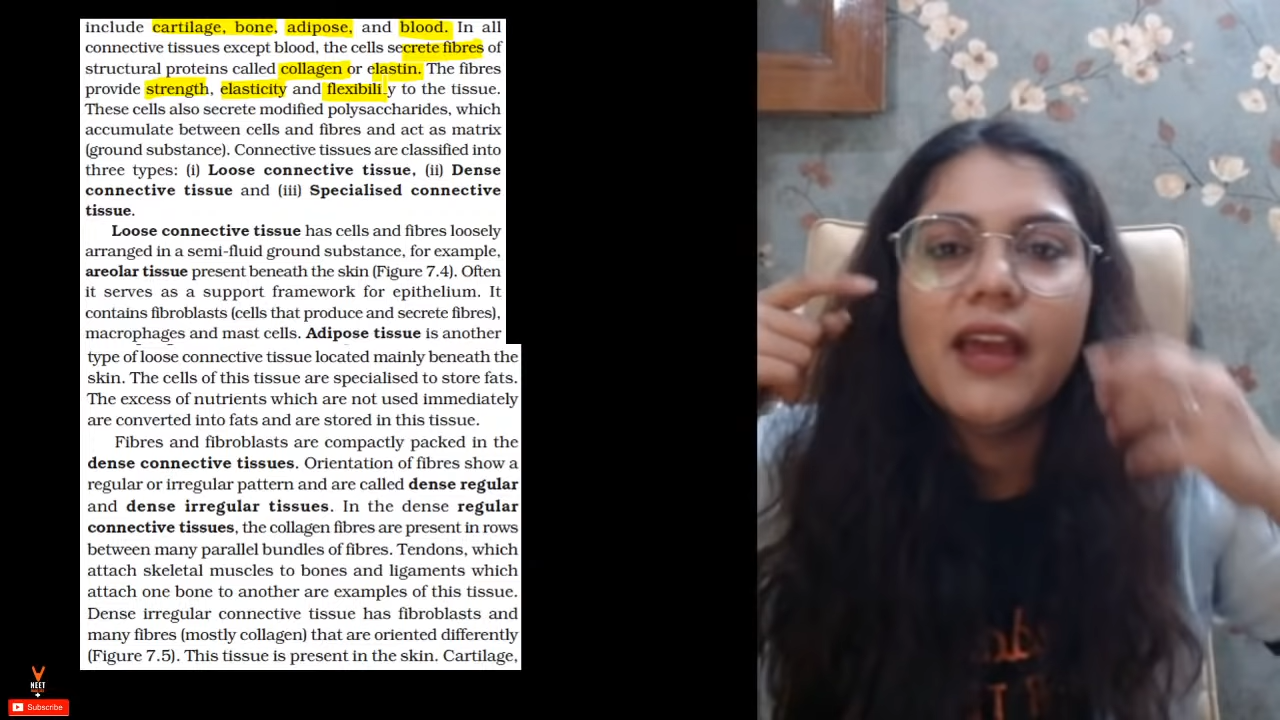 include cartilage, bone, adipose, and blood. In all
connective tissues except blood, the cells secrete fibres of
structural proteins called collagen or elastin. The fibres
provide strength, elasticity and flexibili y to the tissue.
These cells also secrete modified polysaccharides, which
accumulate between cells and fibres and act as matrix
(ground substance). Connective tissues are classified into
three types: (i) Loose connective tissue, (ii) Dense
connective tissue and (iii) Specialised connective
tissue.
Loose connective tissue has cells and fibres loosely
arranged in a semi-fluid ground substance, for example,
areolar tissue present beneath the skin (Figure 7.4). Often
it serves as a support framework for epithelium. It
contains fibroblasts (cells that produce and secrete fibres),
macrophages and mast cells. Adipose tissue is another
type of loose connective tissue located mainly beneath the
skin. The cells of this tissue are specialised to store fats.
The excess of nutrients which are not used immediately
are converted into fats and are stored in this tissue.
Fibres and fibroblasts are compactly packed in the
dense connective tissues. Orientation of fibres show a
regular or irregular pattern and are called dense regular
and dense irregular tissues. In the dense regular
connective tissues, the collagen fibres are present in rows
between many parallel bundles of fibres. Tendons, which
attach skeletal muscles to bones and ligaments which
attach one bone to another are examples of this tissue.
Dense irregular connective tissue has fibroblasts and
many fibres (mostly collagen) that are oriented differently
(Figure 7.5). This tissue is present in the skin. Cartilage,
NEET
Subscribe